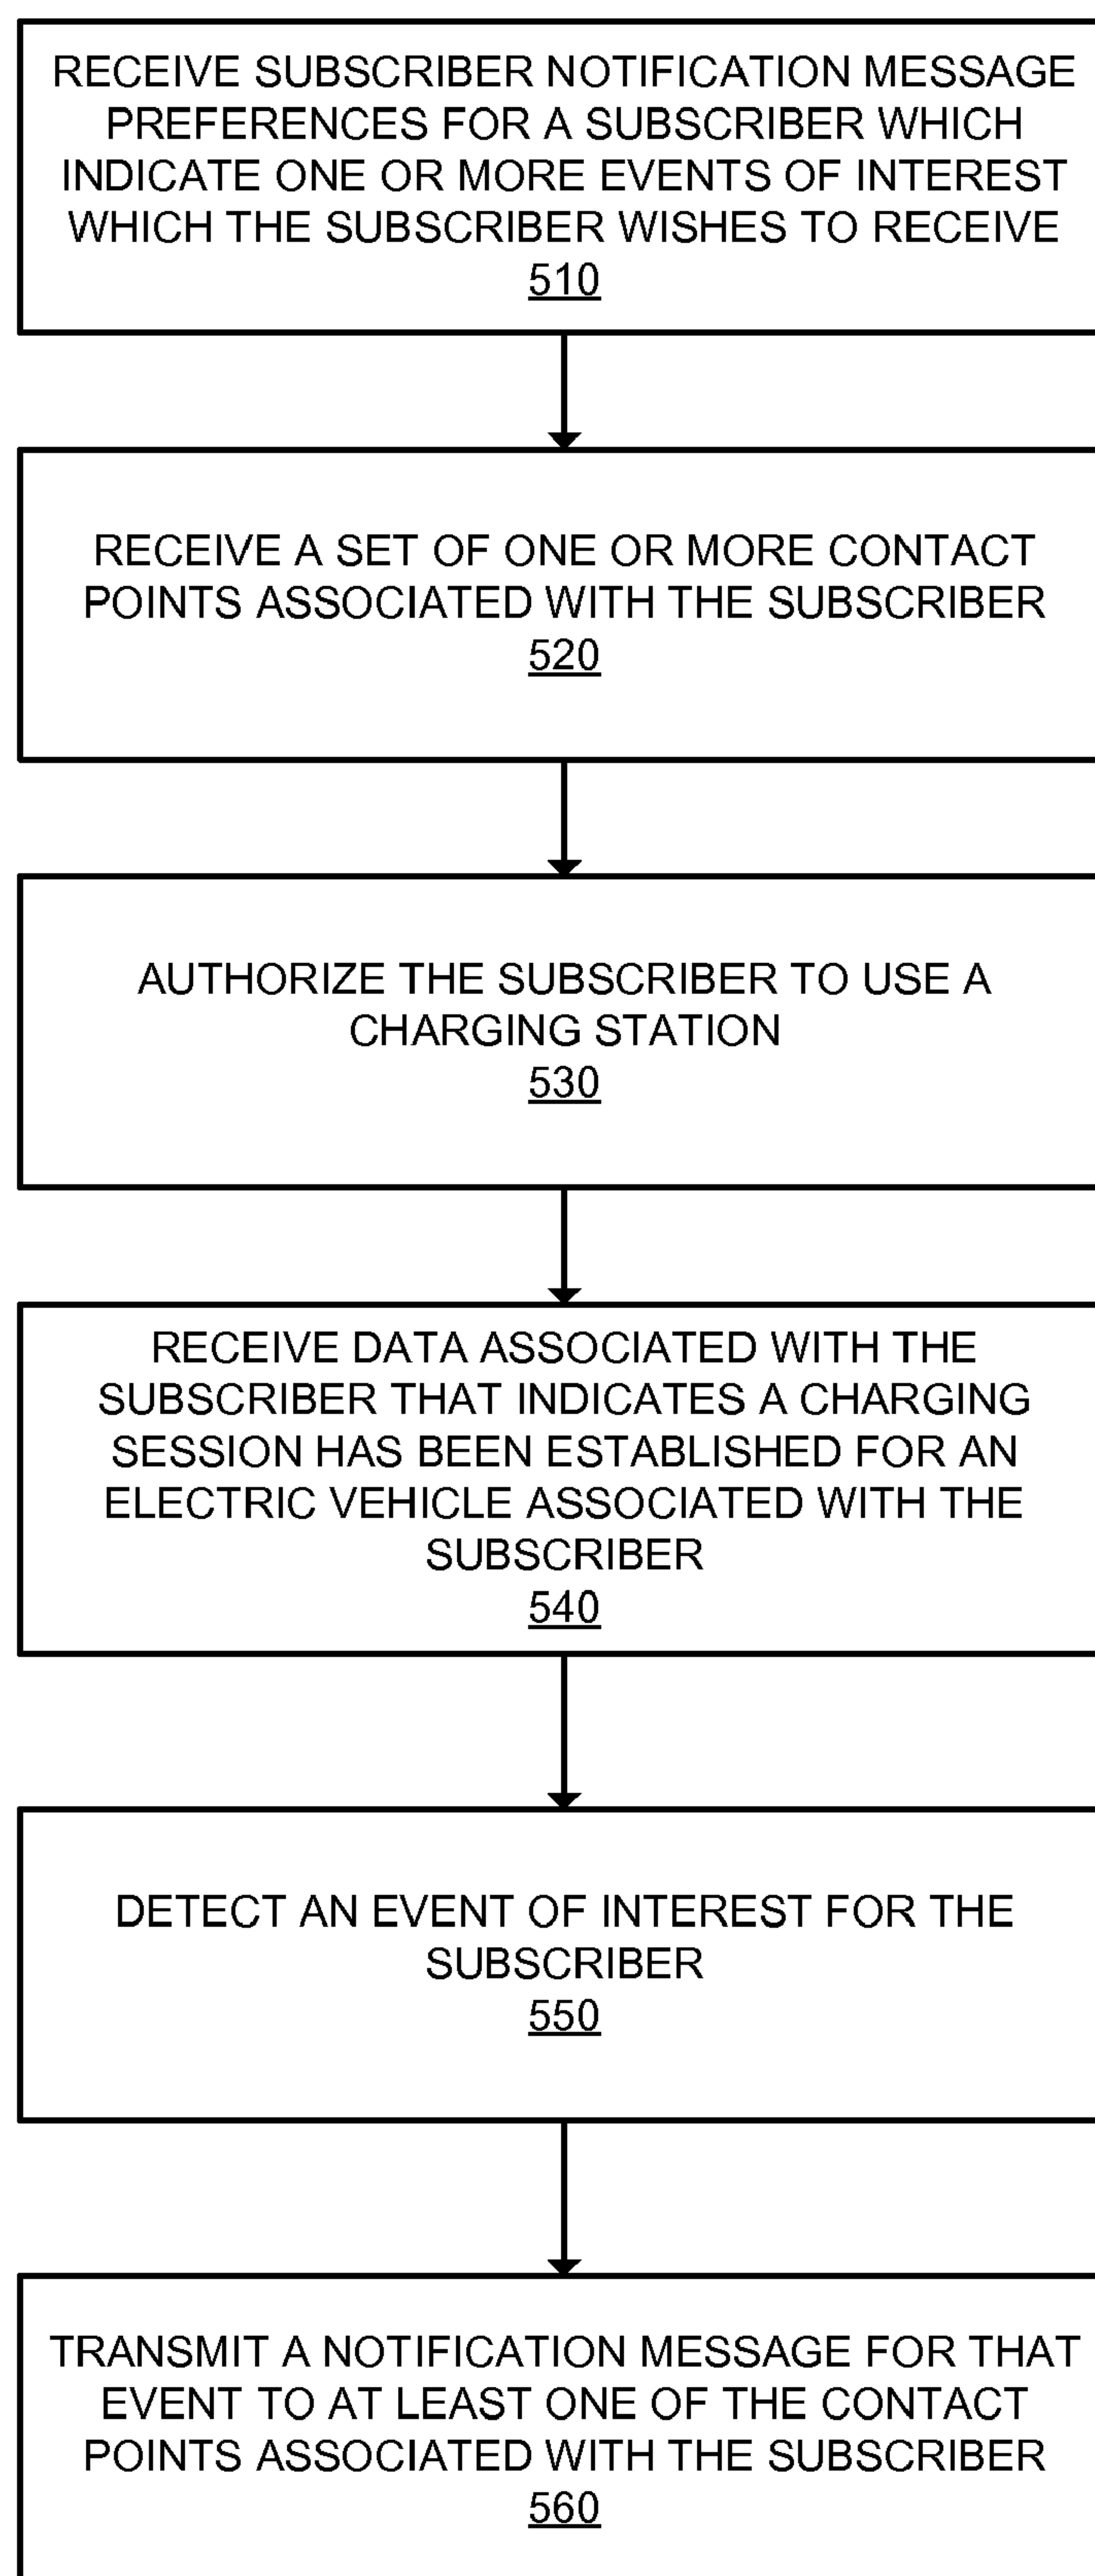 RECEIVE SUBSCRIBER NOTIFICATION MESSAGE
PREFERENCES FOR A SUBSCRIBER WHICH
INDICATE ONE OR MORE EVENTS OF INTEREST
WHICH THE SUBSCRIBER WISHES TO RECEIVE
510
RECEIVE A SET OF ONE OR MORE CONTACT
POINTS ASSOCIATED WITH THE SUBSCRIBER
520
AUTHORIZE THE SUBSCRIBER TO USE A
CHARGING STATION
530
RECEIVE DATA ASSOCIATED WITH THE
SUBSCRIBER THAT INDICATES A CHARGING
SESSION HAS BEEN ESTABLISHED FOR AN
ELECTRIC VEHICLE ASSOCIATED WITH THE
SUBSCRIBER
540
DETECT AN EVENT OF INTEREST FOR THE
SUBSCRIBER
550
TRANSMIT A NOTIFICATION MESSAGE FOR THAT
EVENT TO AT LEAST ONE OF THE CONTACT
POINTS ASSOCIATED WITH THE SUBSCRIBER
560